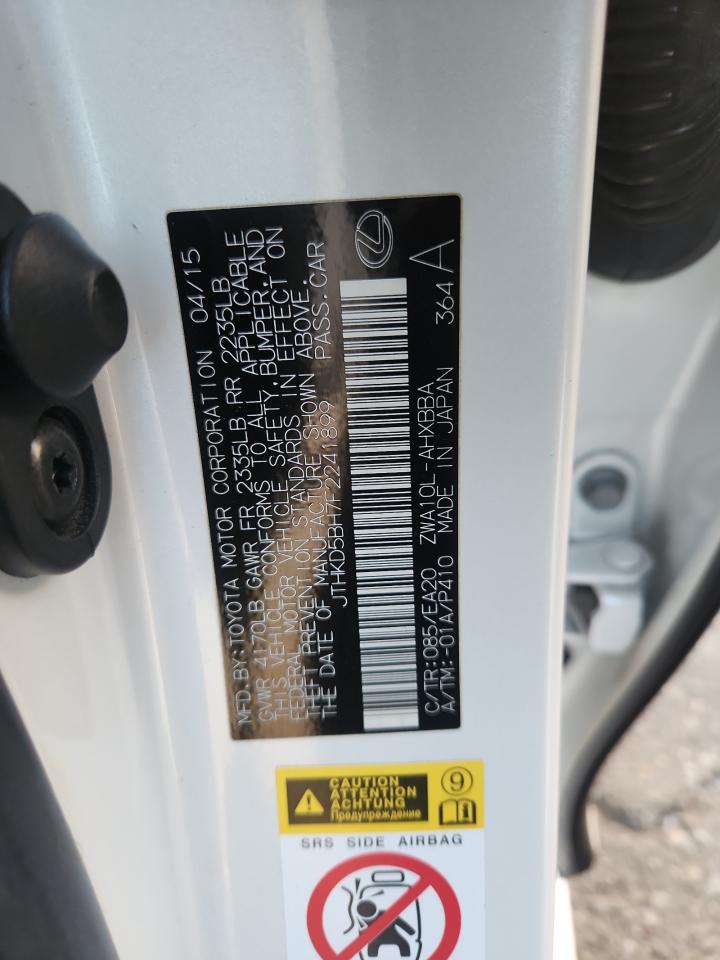 MFD.BY:TOYOTA MOTOR CORPORATION 04/15
GVWR 4170LB GAWR FR 2335LB RR 2235LB
THIS VEHICLE CONFORMS TO ALL APPLICABLE
FEDERAL MOTOR VEHICLE SAFETY, BUMPER, AND
THEFT PREVENTION STANDARDS IN EFFECT ON
THE DATE OF MANUFACTURE SHOWN ABOVE.
JTHKD5BH7F2241899 PASS.CAR
C/TR:085/EA20 ZWA10L-AHXBBA
A/TM:-01A/P410 MADE IN JAPAN 364 A
CAUTION
ATTENTION
ACHTUNG
Предупреждение
9
SRS SIDE AIRBAG